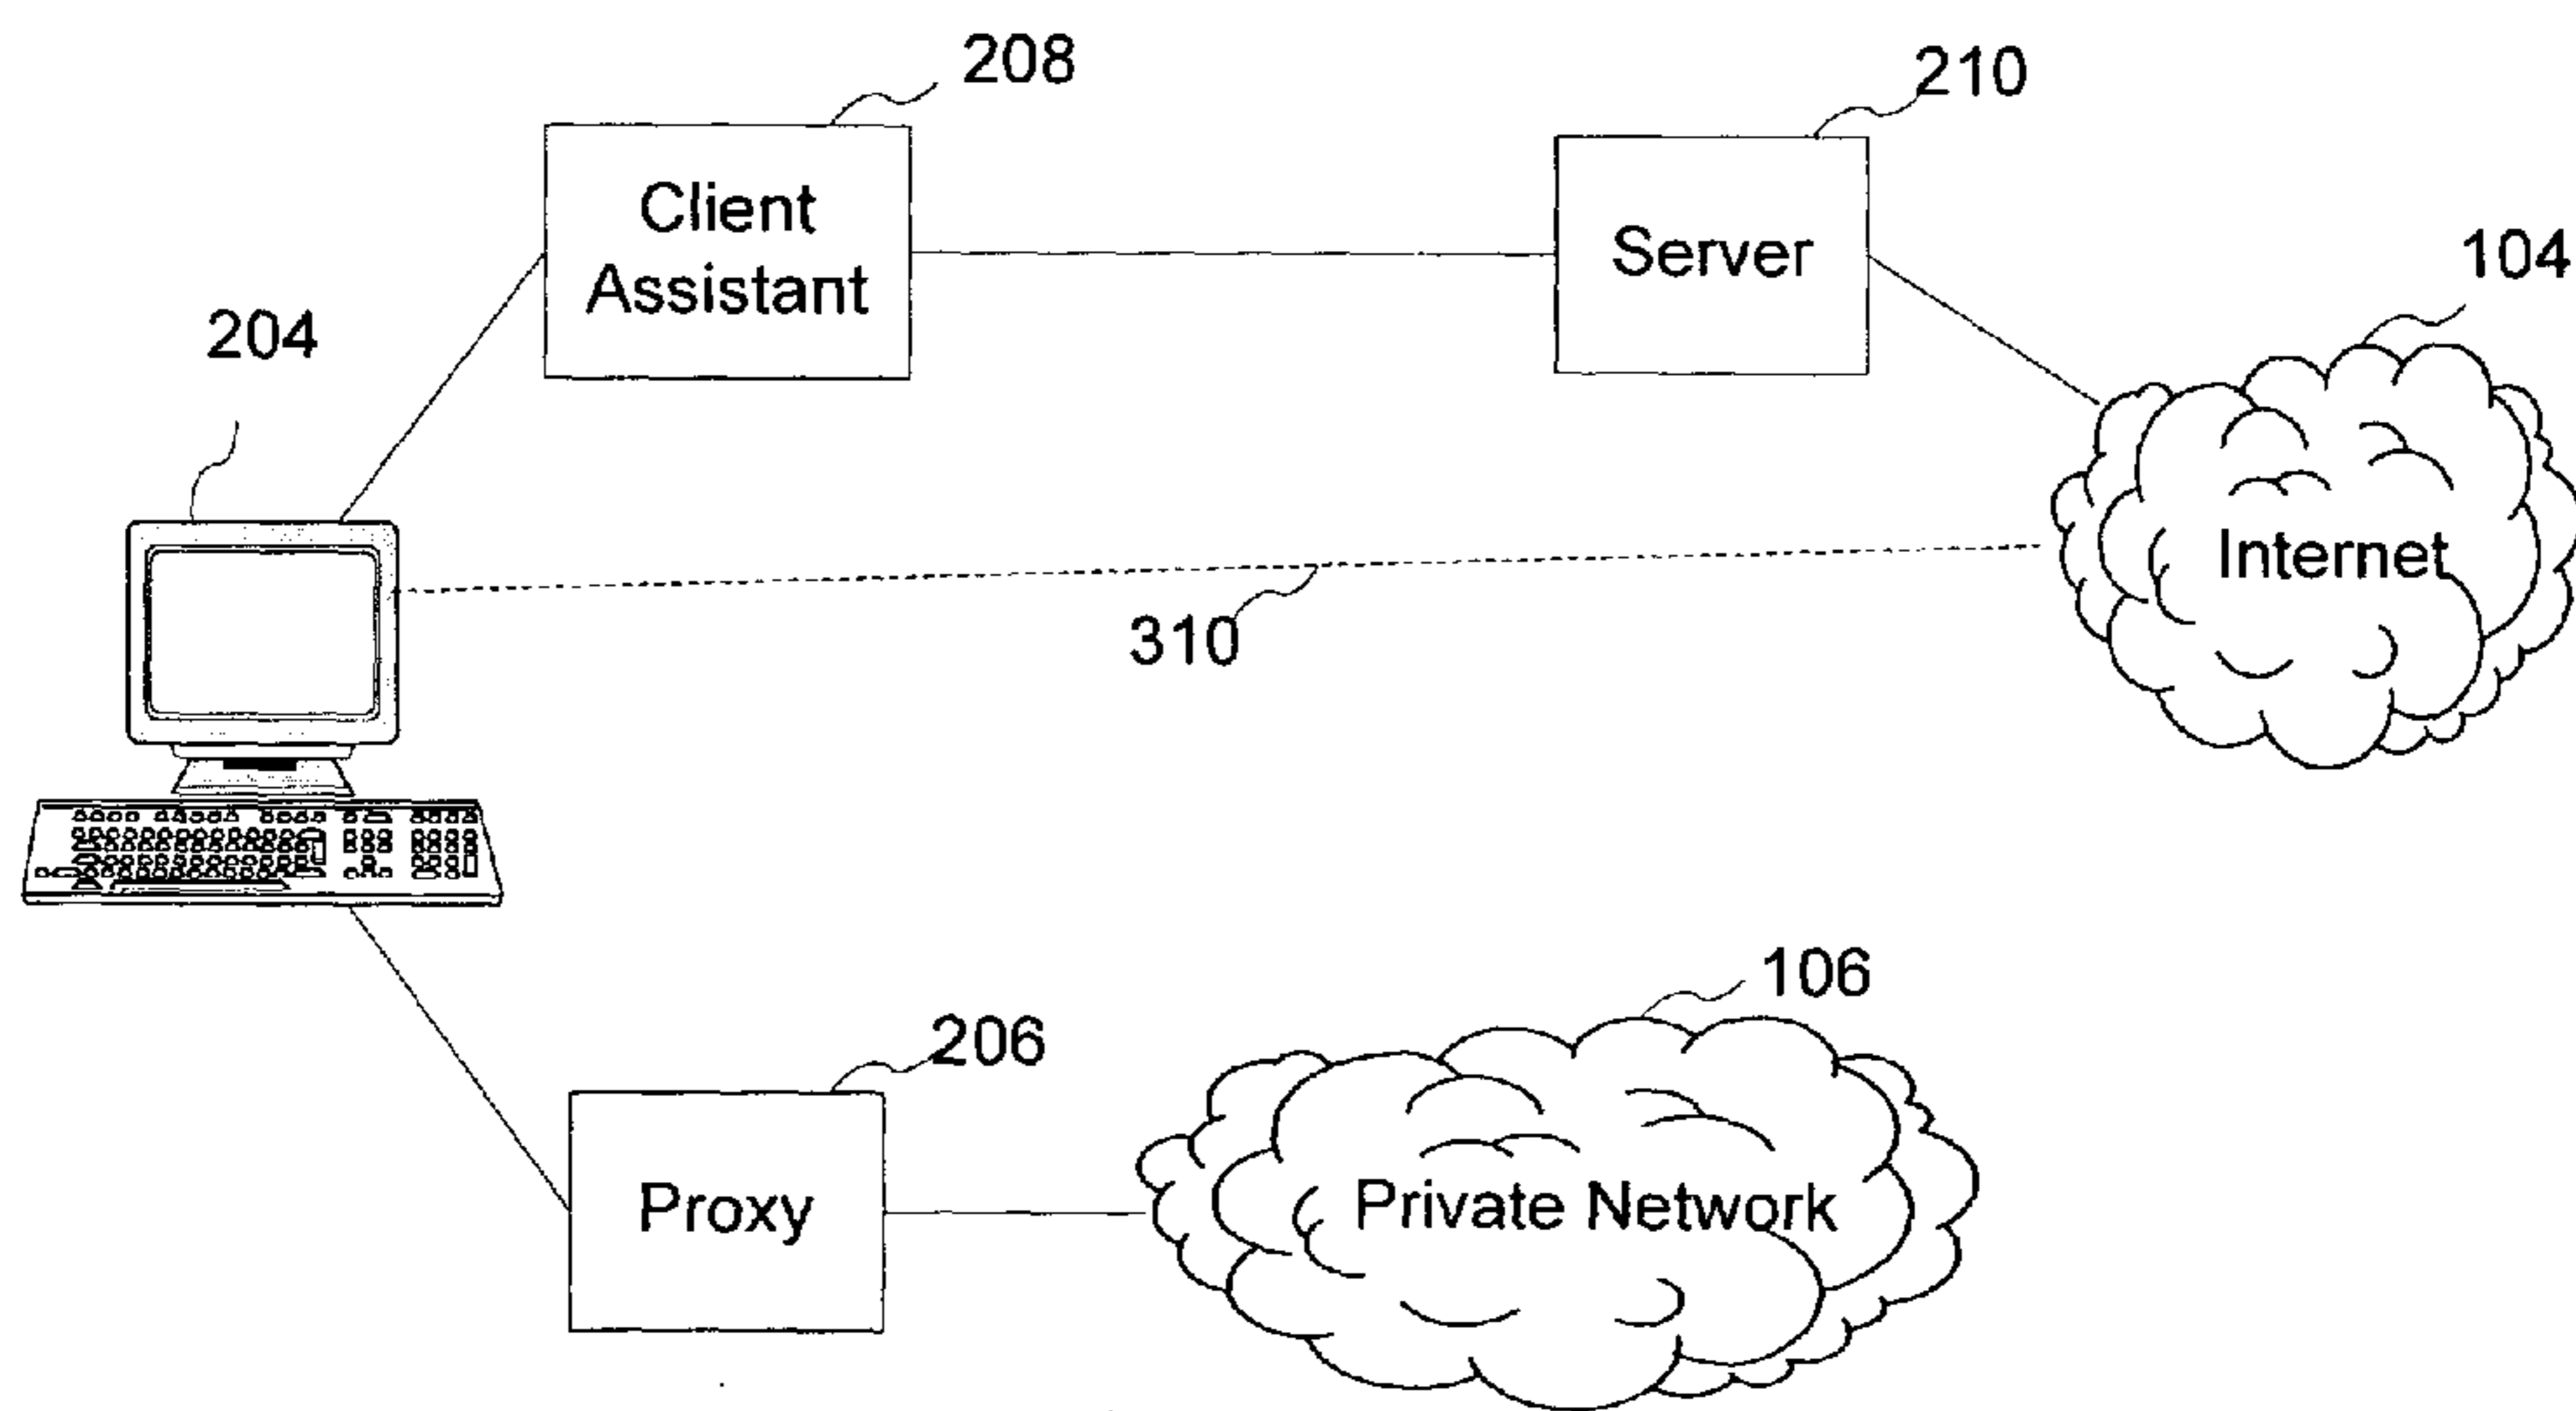 208
210
Client
Assistant
Server
104
204
Internet
310
106
206
Proxy
Private Network